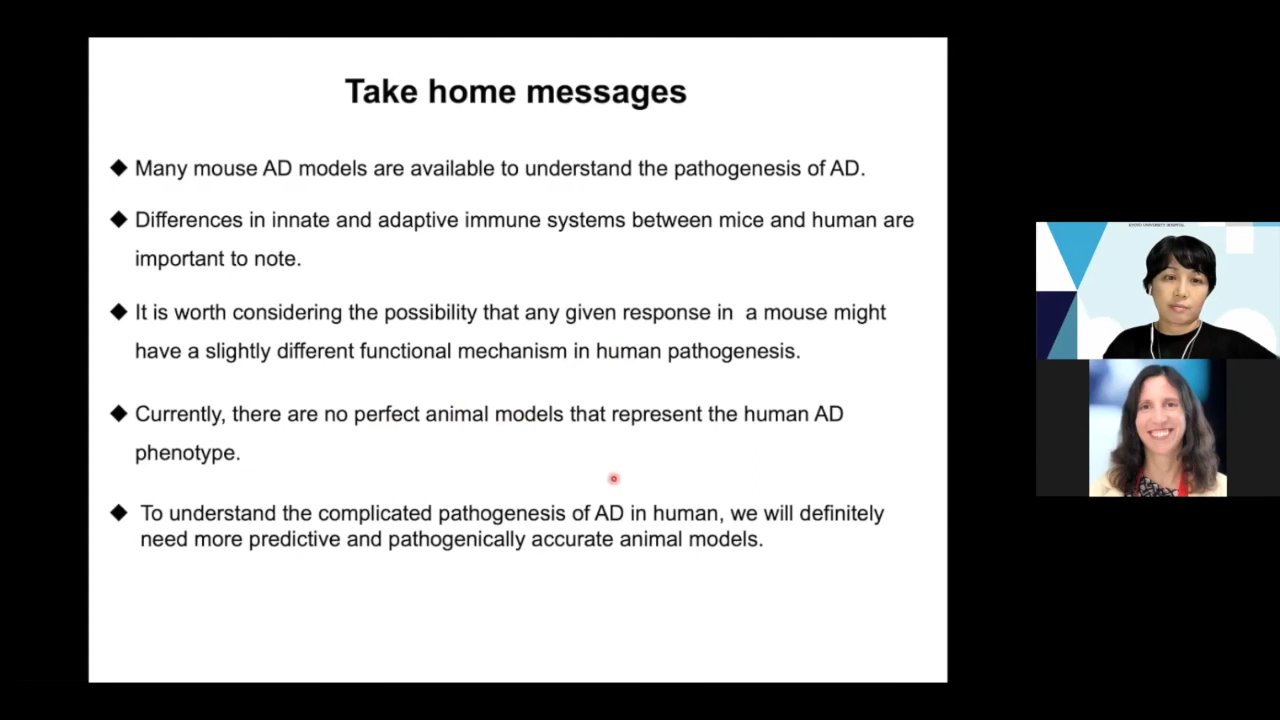 Take home messages
◆ Many mouse AD models are available to understand the pathogenesis of AD.
◆ Differences in innate and adaptive immune systems between mice and human are
important to note.
◆ It is worth considering the possibility that any given response in  a mouse might
have a slightly different functional mechanism in human pathogenesis.
◆ Currently, there are no perfect animal models that represent the human AD
phenotype.
◆ To understand the complicated pathogenesis of AD in human, we will definitely
need more predictive and pathogenically accurate animal models.
KYOTO UNIVERSITY HOSPITAL